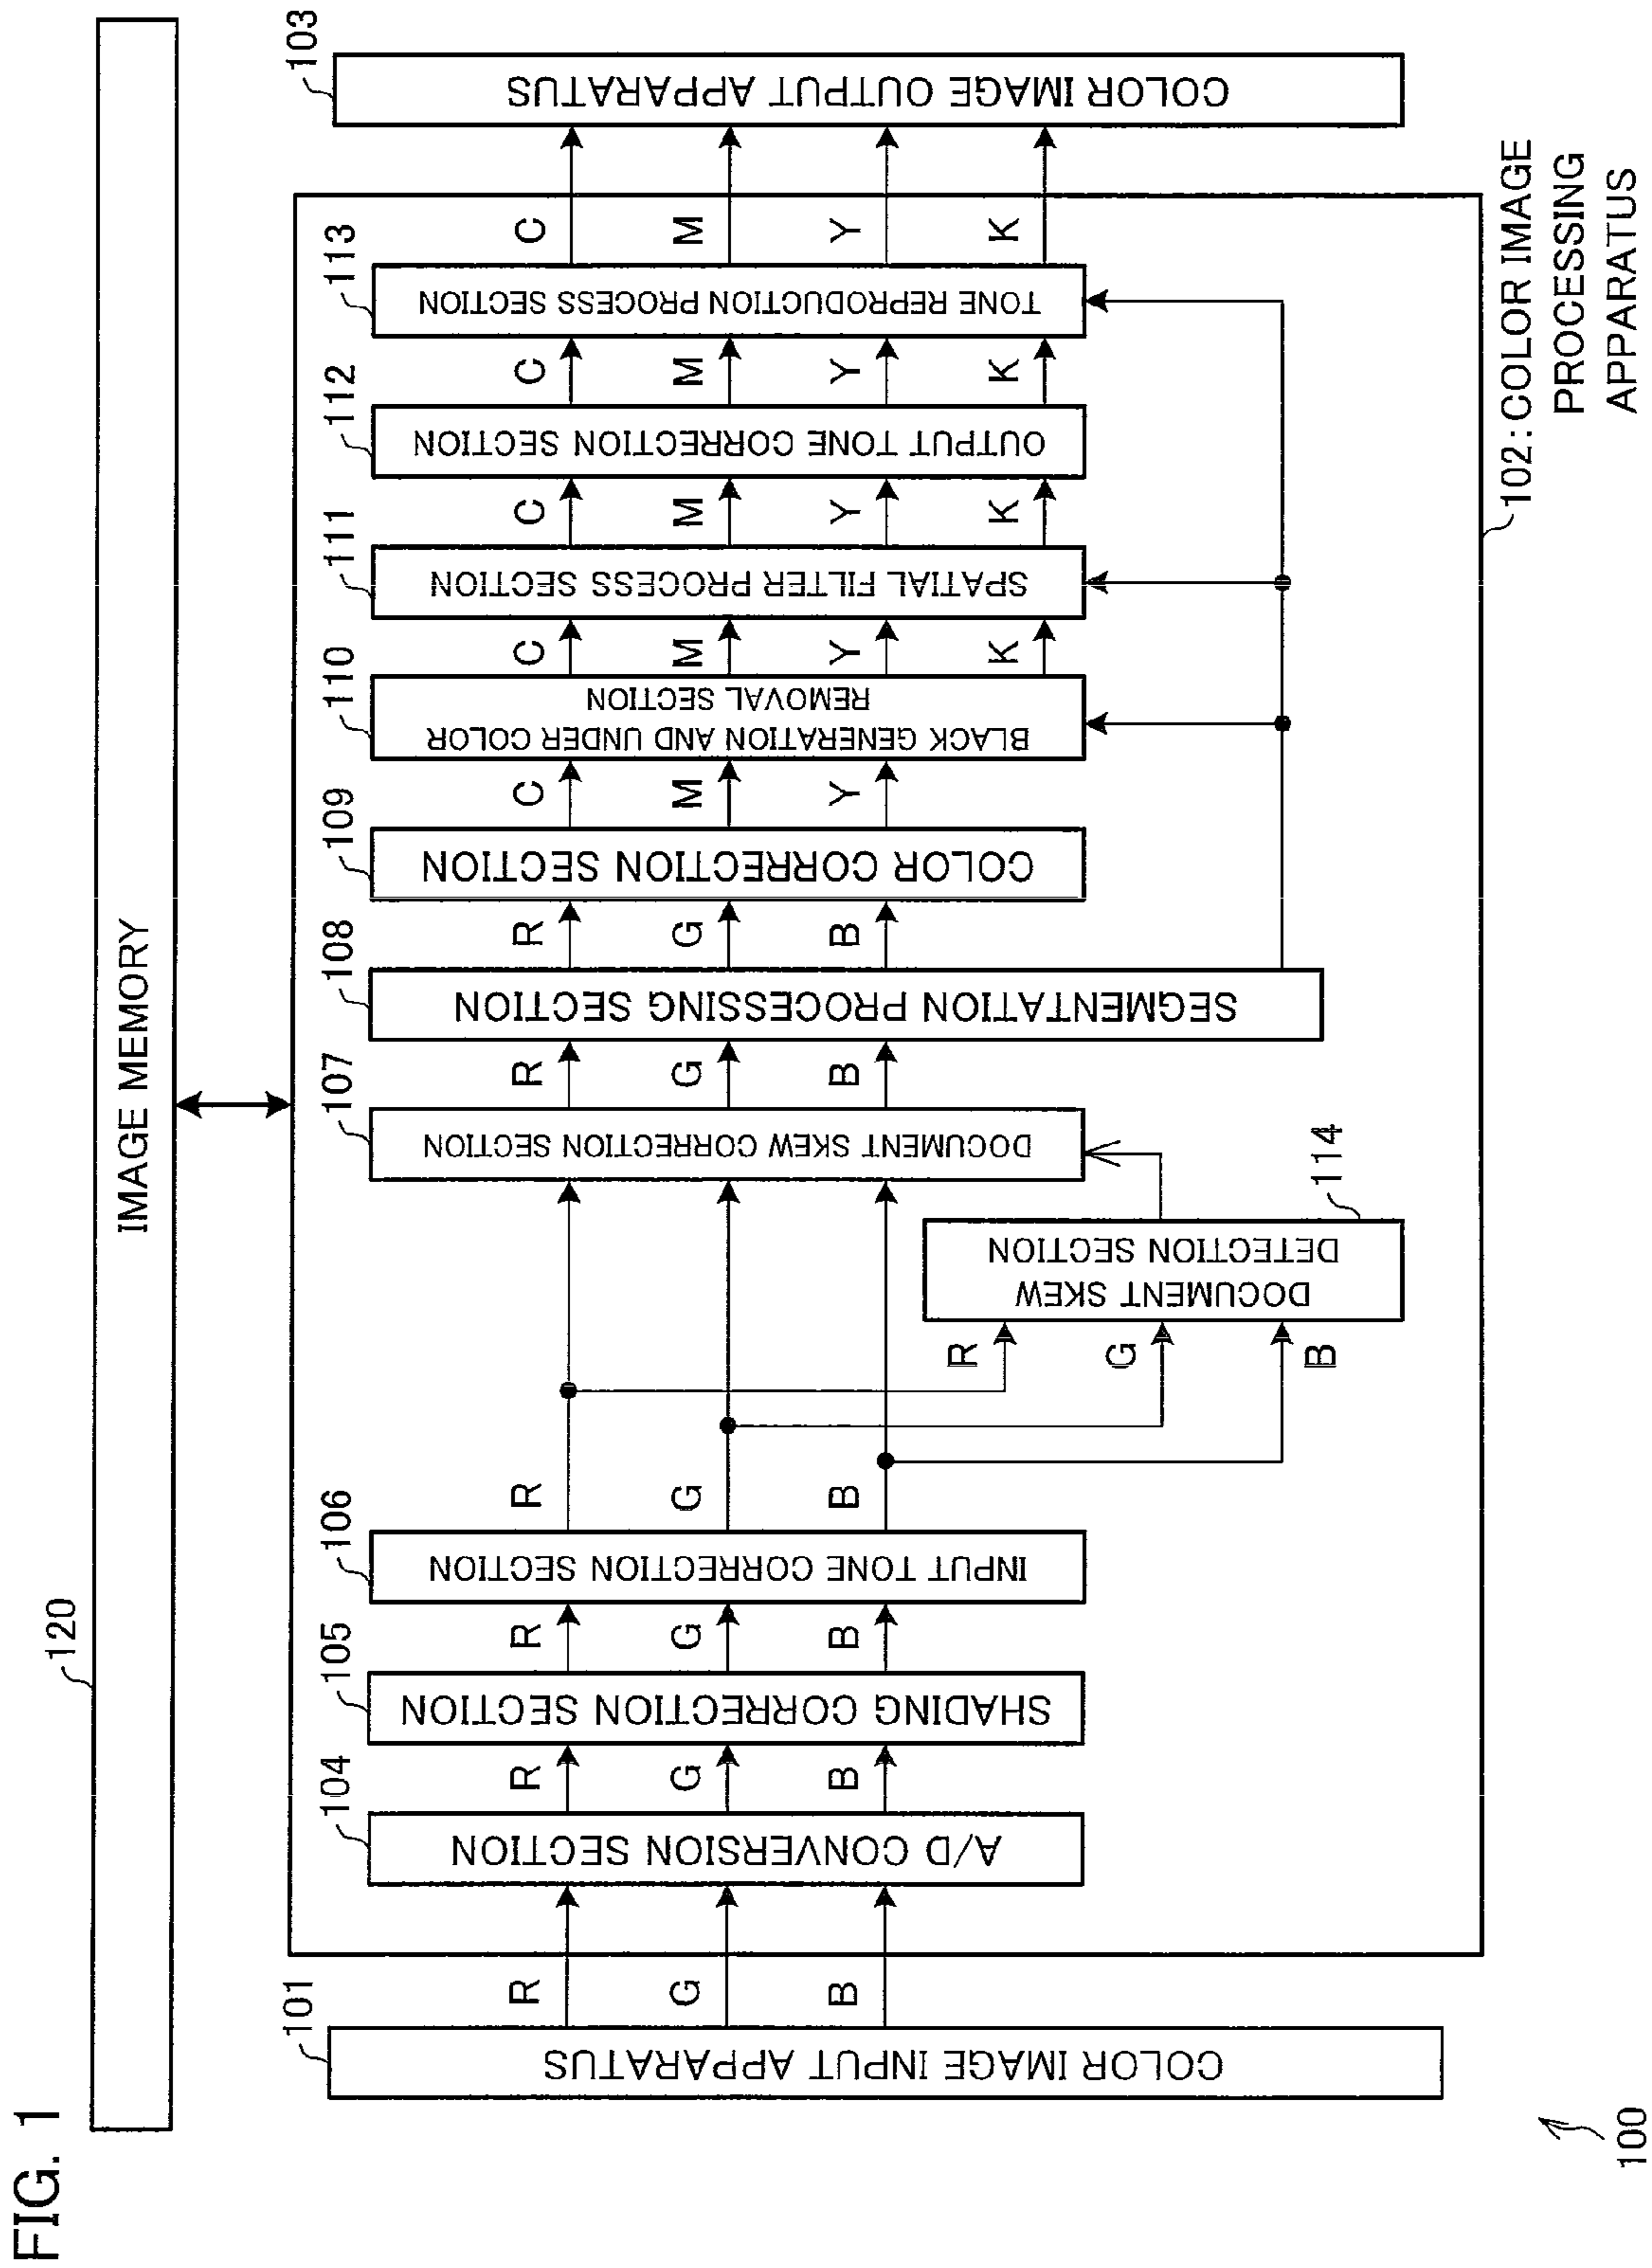 FIG. 1
120
IMAGE MEMORY
100
101
COLOR IMAGE INPUT APPARATUS
R
G
B
102:COLOR IMAGE
PROCESSING
APPARATUS
104
A/D CONVERSION SECTION
R
G
B
105
SHADING CORRECTION SECTION
R
G
B
106
INPUT TONE CORRECTION SECTION
R
G
B
R
G
B
DOCUMENT SKEW
DETECTION SECTION
114
107
DOCUMENT SKEW CORRECTION SECTION
R
G
B
108
SEGMENTATION PROCESSING SECTION
R
G
B
109
COLOR CORRECTION SECTION
C
M
Y
110
BLACK GENERATION AND UNDER COLOR
REMOVAL SECTION
C
M
Y
K
111
SPATIAL FILTER PROCESS SECTION
C
M
Y
K
112
OUTPUT TONE CORRECTION SECTION
C
M
Y
K
113
TONE REPRODUCTION PROCESS SECTION
C
M
Y
K
103
COLOR IMAGE OUTPUT APPARATUS